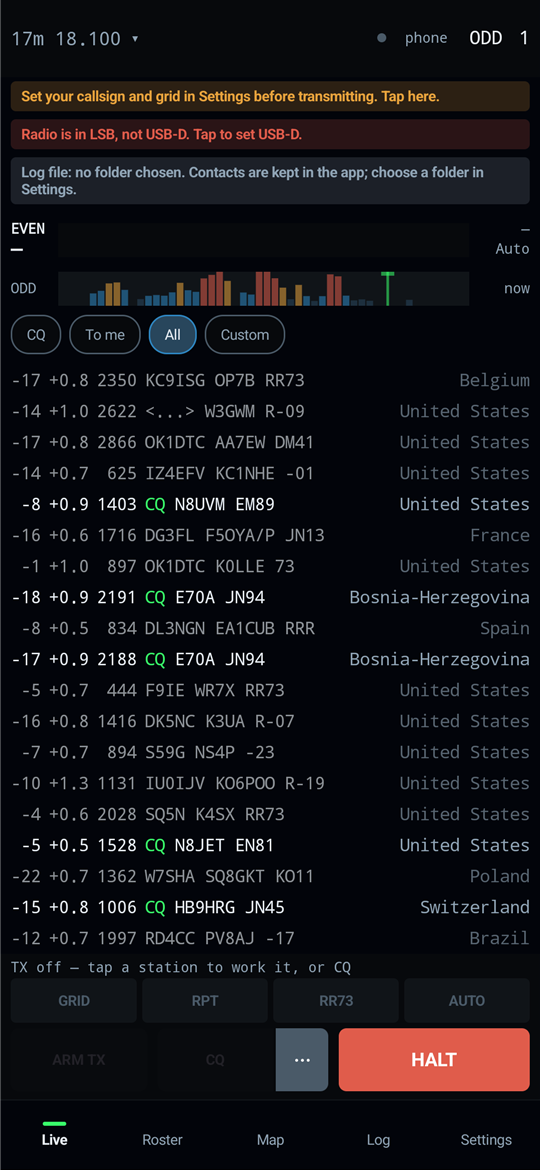 17m 18.100 ▾ phone ODD 1
Set your callsign and grid in Settings before transmitting. Tap here.
Radio is in LSB, not USB-D. Tap to set USB-D.
Log file: no folder chosen. Contacts are kept in the app; choose a folder in
Settings.
EVEN –
– Auto
ODD now
CQ To me All Custom
-17 +0.8 2350 KC9ISG OP7B RR73 Belgium
-14 +1.0 2622 <...> W3GWM R-09 United States
-17 +0.8 2866 OK1DTC AA7EW DM41 United States
-14 +0.7 625 IZ4EFV KC1NHE -01 United States
-8 +0.9 1403 CQ N8UVM EM89 United States
-16 +0.6 1716 DG3FL F5OYA/P JN13 France
-1 +1.0 897 OK1DTC K0LLE 73 United States
-18 +0.9 2191 CQ E70A JN94 Bosnia-Herzegovina
-8 +0.5 834 DL3NGN EA1CUB RRR Spain
-17 +0.9 2188 CQ E70A JN94 Bosnia-Herzegovina
-5 +0.7 444 F9IE WR7X RR73 United States
-16 +0.8 1416 DK5NC K3UA R-07 United States
-7 +0.7 894 S59G NS4P -23 United States
-10 +1.3 1131 IU0IJV KO6POO R-19 United States
-4 +0.6 2028 SQ5N K4SX RR73 United States
-5 +0.5 1528 CQ N8JET EN81 United States
-22 +0.7 1362 W7SHA SQ8GKT KO11 Poland
-15 +0.8 1006 CQ HB9HRG JN45 Switzerland
-12 +0.7 1997 RD4CC PV8AJ -17 Brazil
TX off – tap a station to work it, or CQ
GRID RPT RR73 AUTO
ARM TX CQ ... HALT
Live Roster Map Log Settings